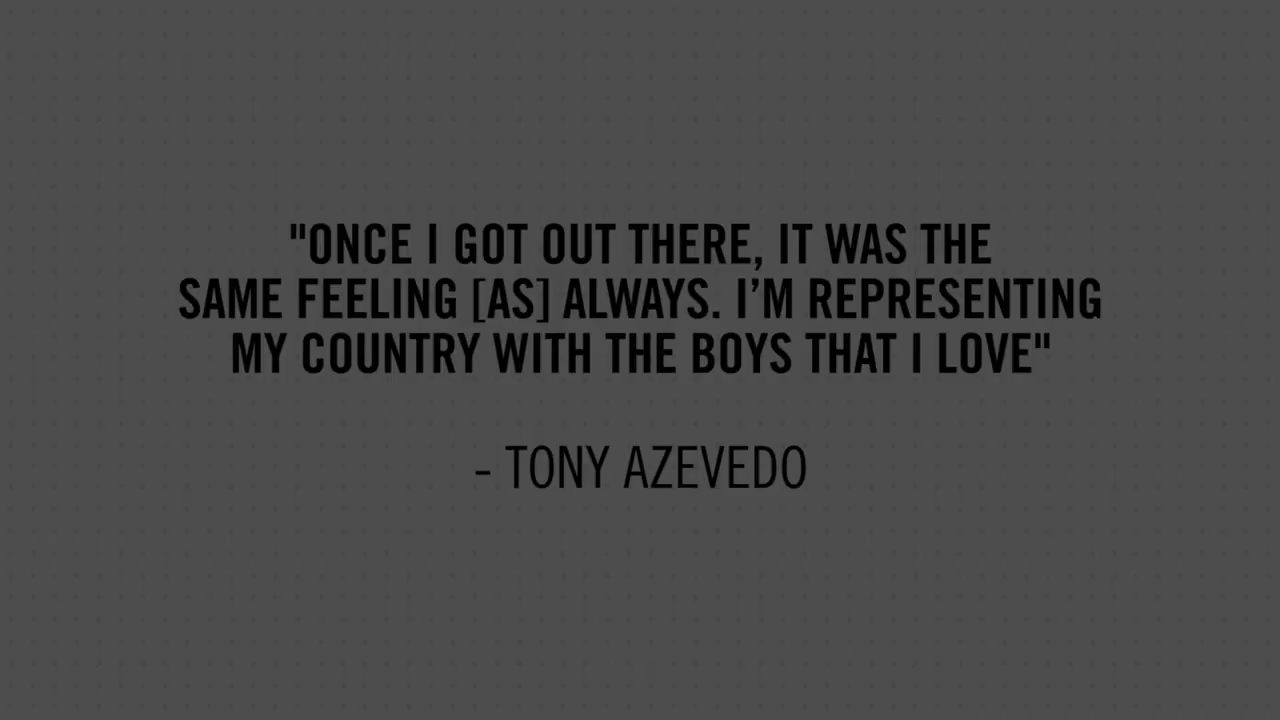 "ONCE I GOT OUT THERE, IT WAS THE
SAME FEELING [AS] ALWAYS. I’M REPRESENTING
MY COUNTRY WITH THE BOYS THAT I LOVE"
- TONY AZEVEDO